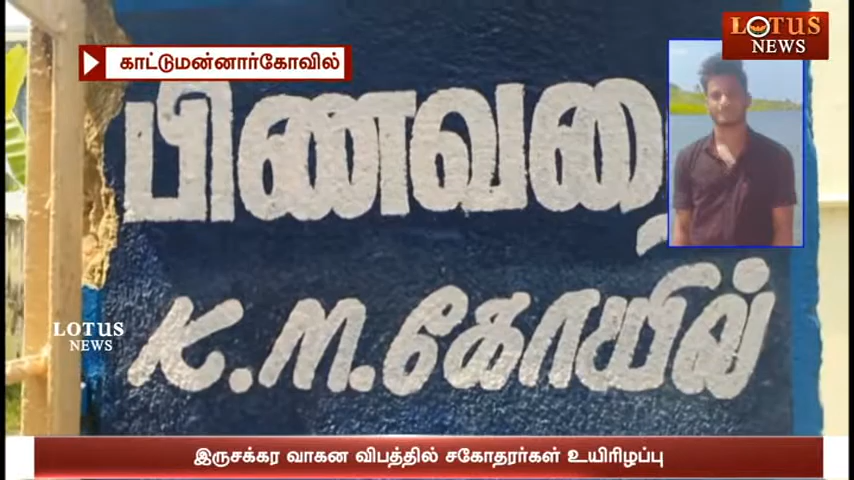 LOTUS
NEWS
காட்டுமன்னார்கோவில்
பிணவறை
K.M.கோயில்
LOTUS
NEWS
இருசக்கர வாகன விபத்தில் சகோதரர்கள் உயிரிழப்பு